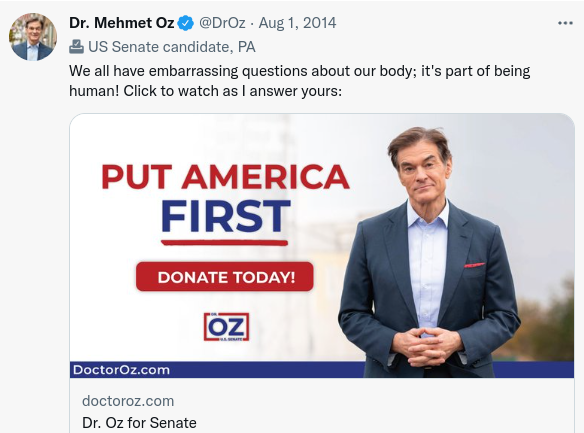 Dr. Mehmet Oz @DrOz · Aug 1, 2014
US Senate candidate, PA
We all have embarrassing questions about our body; it's part of being
human! Click to watch as I answer yours:
PUT AMERICA
FIRST
DONATE TODAY!
DR.
OZ
U.S. SENATE
DoctorOz.com
doctoroz.com
Dr. Oz for Senate